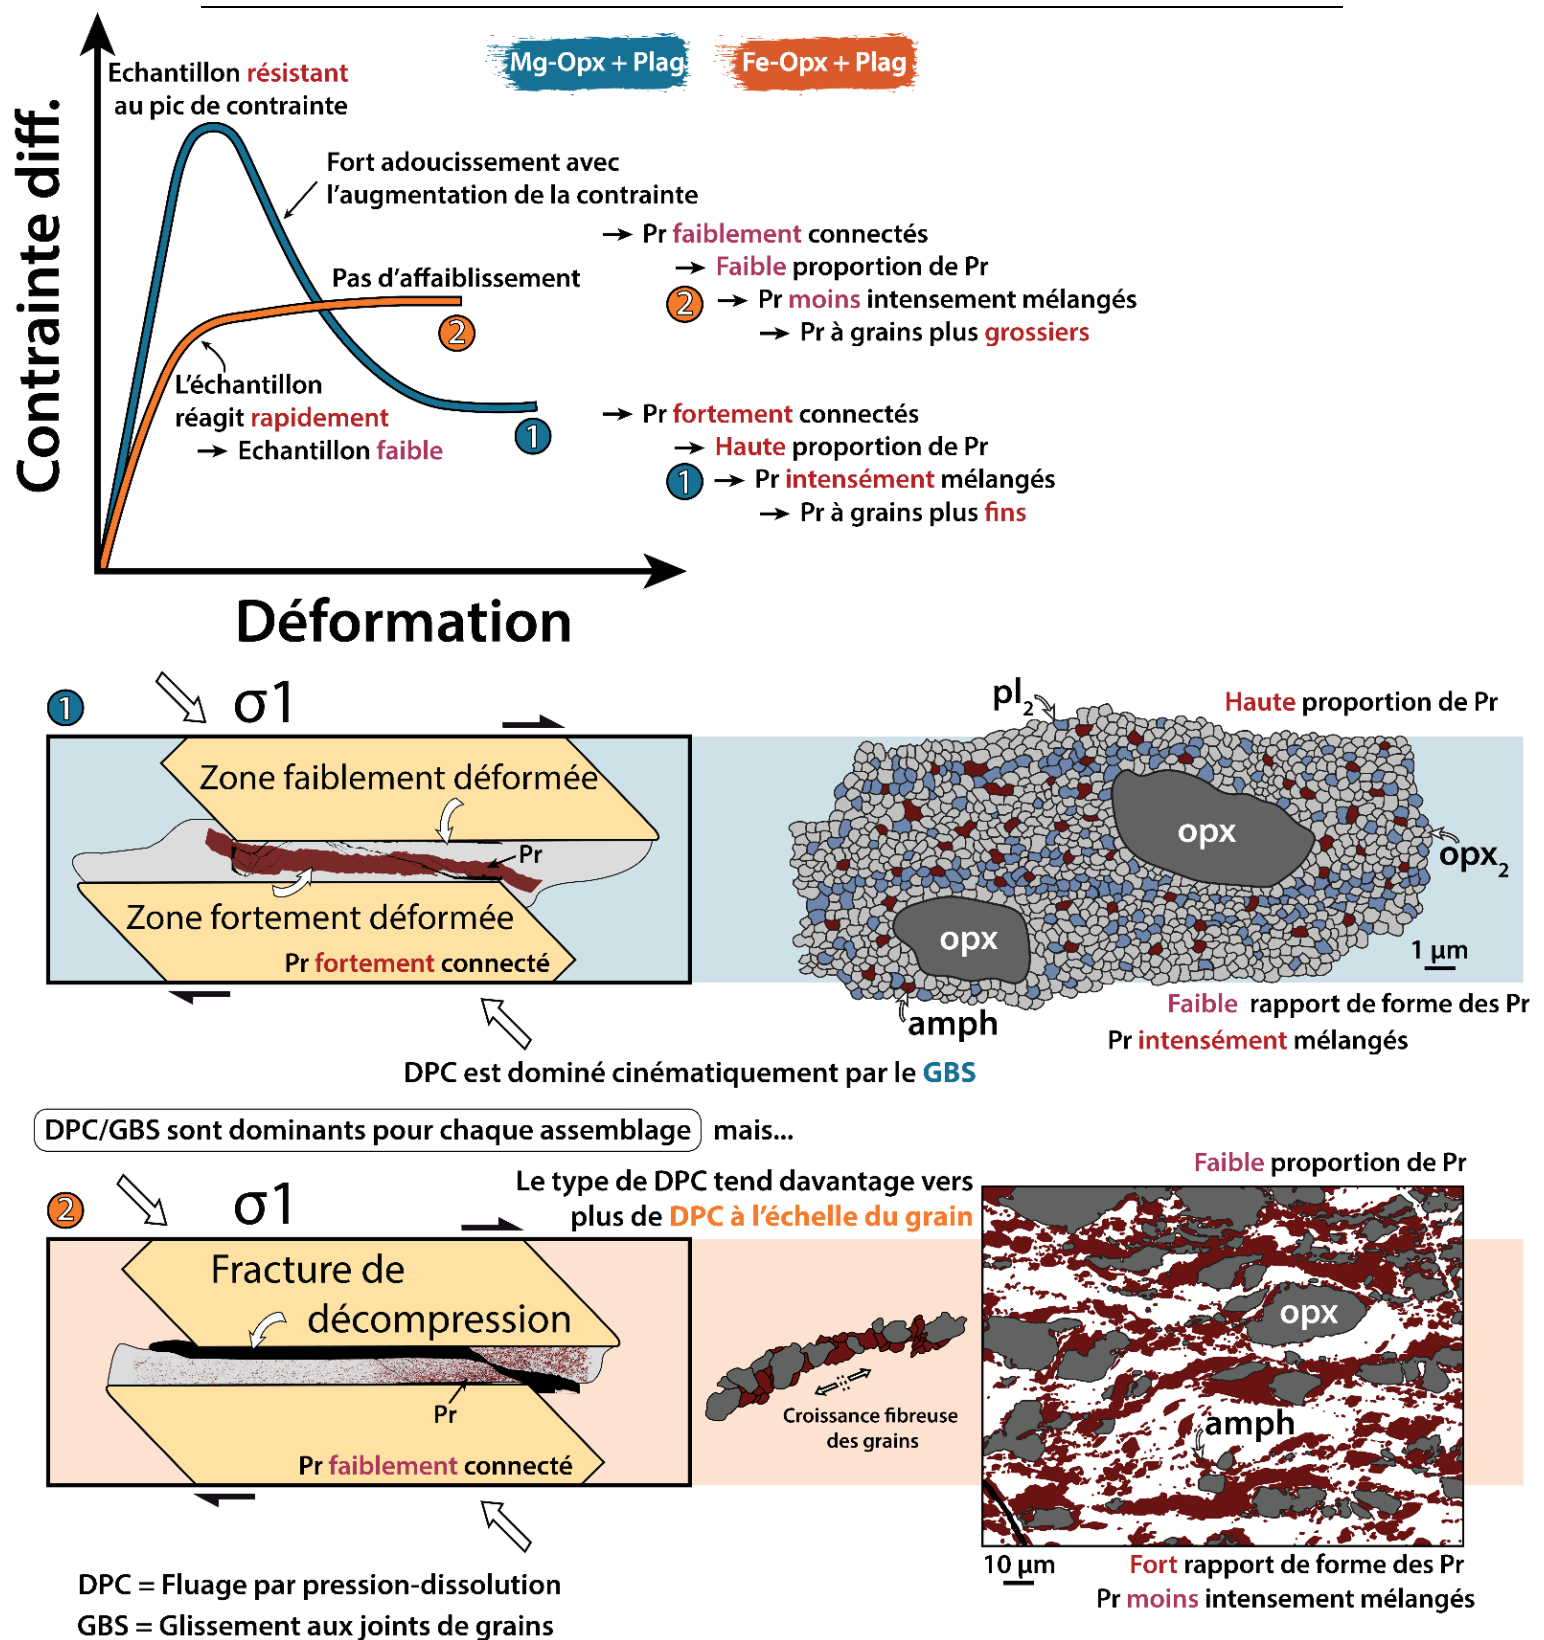 Mg-Opx + Plag
Fe-Opx + Plag
Contrainte diff.
Echantillon résistant
au pic de contrainte
Fort adoucissement avec
l'augmentation de la contrainte
Pas d'affaiblissement
2
L'échantillon
réagit rapidement
→ Echantillon faible
1
→ Pr faiblement connectés
→ Faible proportion de Pr
2 → Pr moins intensement mélangés
→ Pr à grains plus grossiers
→ Pr fortement connectés
→ Haute proportion de Pr
1 → Pr intensément mélangés
→ Pr à grains plus fins
Déformation
1
σ1
Zone faiblement déformée
Pr
Zone fortement déformée
Pr fortement connecté
pl2
Haute proportion de Pr
opx
opx2
opx
1 µm
amph
Faible rapport de forme des Pr
Pr intensément mélangés
DPC est dominé cinématiquement par le GBS
DPC/GBS sont dominants pour chaque assemblage mais...
2
σ1
Le type de DPC tend davantage vers
plus de DPC à l'échelle du grain
Faible proportion de Pr
Fracture de
décompression
Pr
Pr faiblement connecté
Croissance fibreuse
des grains
opx
amph
10 µm
Fort rapport de forme des Pr
Pr moins intensement mélangés
DPC = Fluage par pression-dissolution
GBS = Glissement aux joints de grains